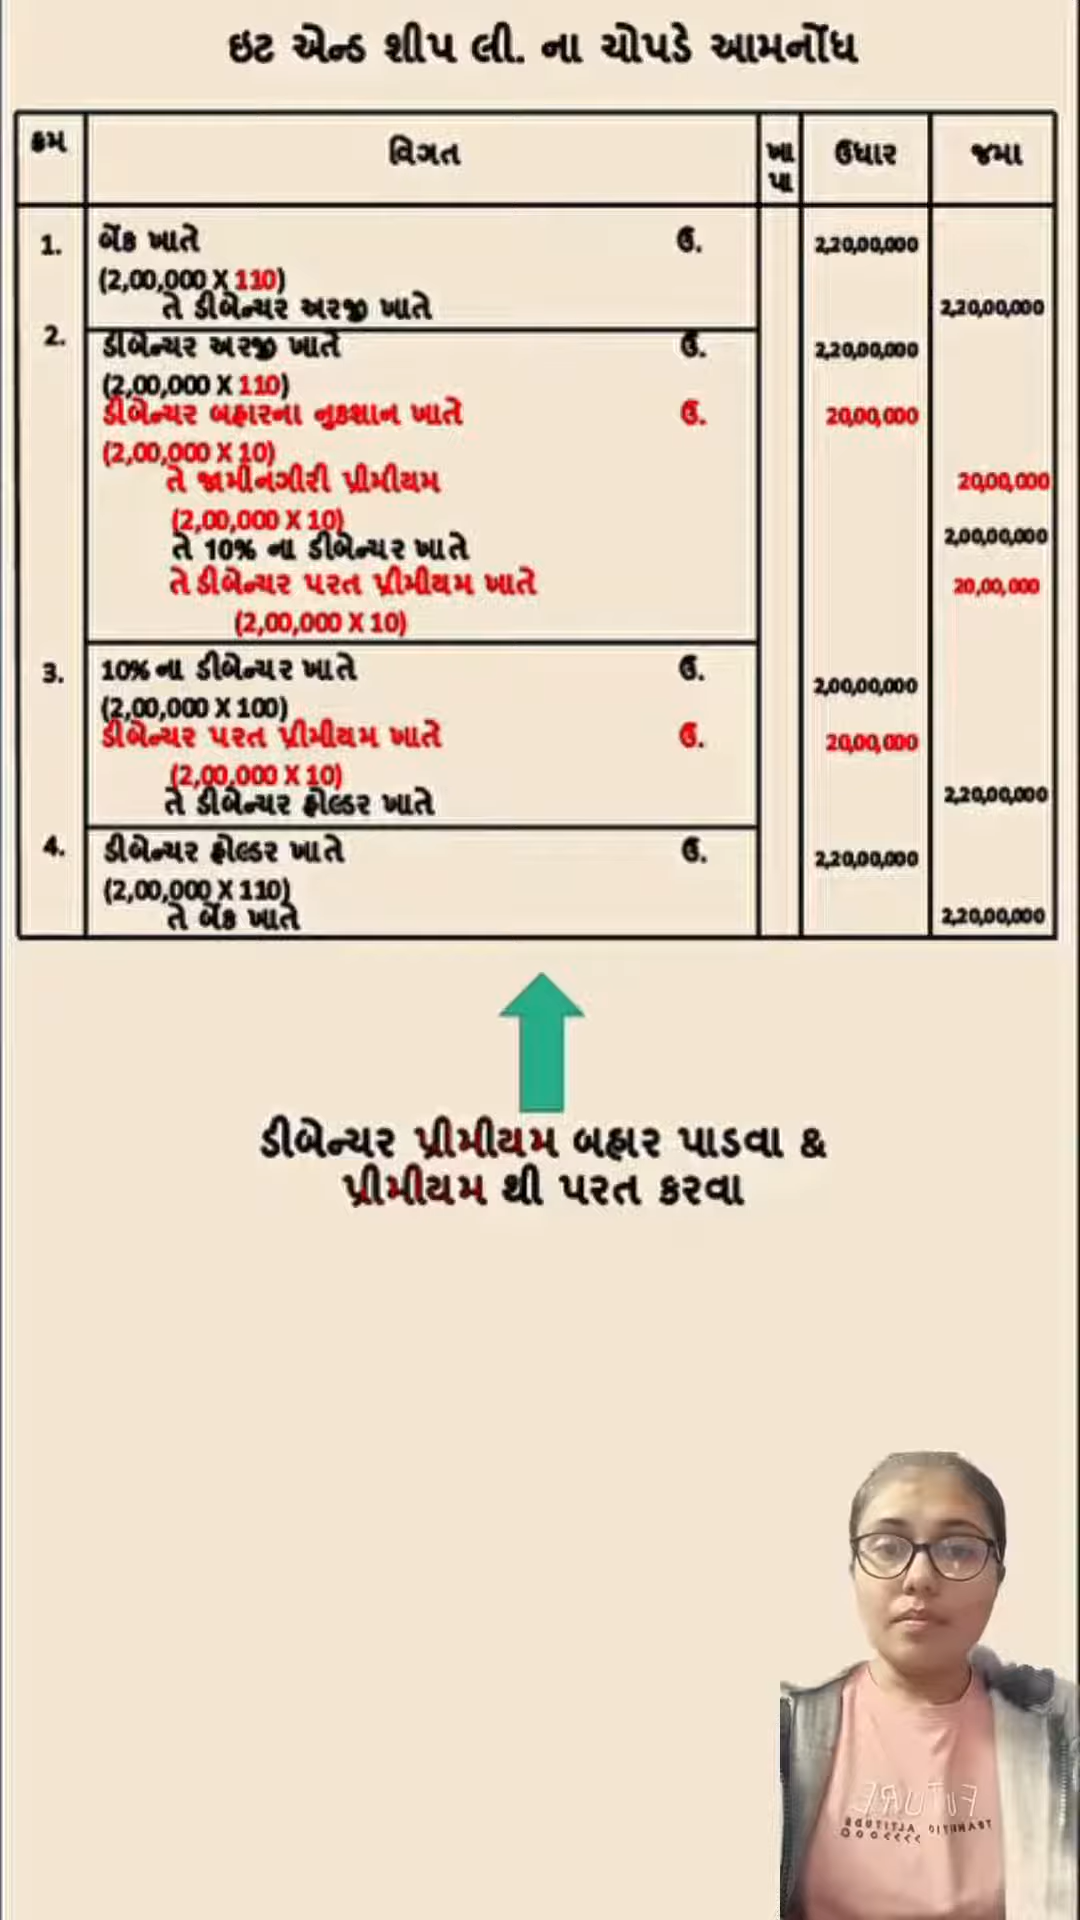 ઇટ એન્ડ શીપ લી. ના ચોપડે આમનોંધ
ક્રમ વિગત ખા પા ઉધાર જમા
1. બેંક ખાતે ઉ. 2,20,00,000
(2,00,000 X 110)
તે ડીબેન્ચર અરજી ખાતે 2,20,00,000
2. ડીબેન્ચર અરજી ખાતે ઉ. 2,20,00,000
(2,00,000 X 110)
ડીબેન્ચર બહારના નુકશાન ખાતે ઉ. 20,00,000
(2,00,000 X 10)
તે જામીનગીરી પ્રીમીયમ 20,00,000
(2,00,000 X 10)
તે 10% ના ડીબેન્ચર ખાતે 2,00,00,000
તે ડીબેન્ચર પરત પ્રીમીયમ ખાતે 20,00,000
(2,00,000 X 10)
3. 10% ના ડીબેન્ચર ખાતે ઉ. 2,00,00,000
(2,00,000 X 100)
ડીબેન્ચર પરત પ્રીમીયમ ખાતે ઉ. 20,00,000
(2,00,000 X 10)
તે ડીબેન્ચર હોલ્ડર ખાતે 2,20,00,000
4. ડીબેન્ચર હોલ્ડર ખાતે ઉ. 2,20,00,000
(2,00,000 X 110)
તે બેંક ખાતે 2,20,00,000
ડીબેન્ચર પ્રીમીયમ બહાર પાડવા &
પ્રીમીયમ થી પરત કરવા
FUTURE